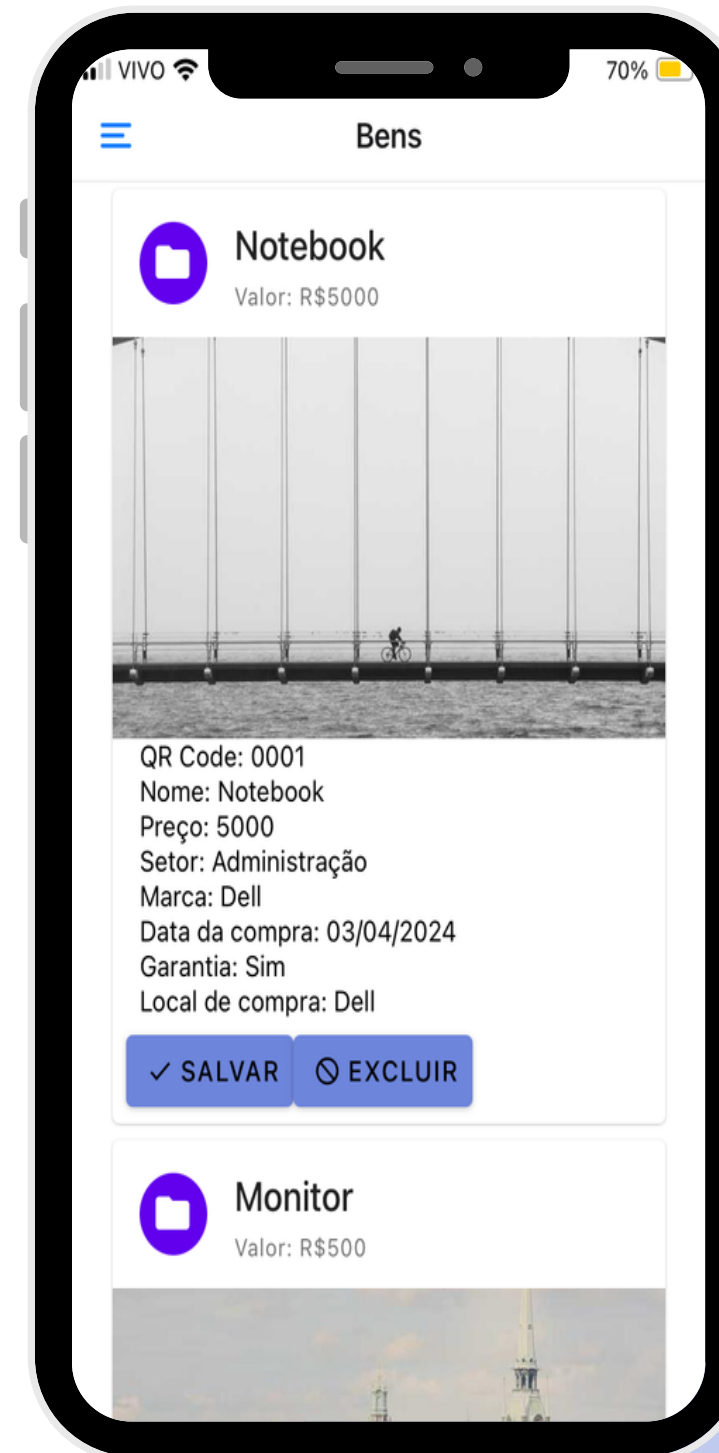 VIVO
70%
Bens
Notebook
Valor: R$5000
QR Code: 0001
Nome: Notebook
Preço: 5000
Setor: Administração
Marca: Dell
Data da compra: 03/04/2024
Garantia: Sim
Local de compra: Dell
SALVAR EXCLUIR
Monitor
Valor: R$500